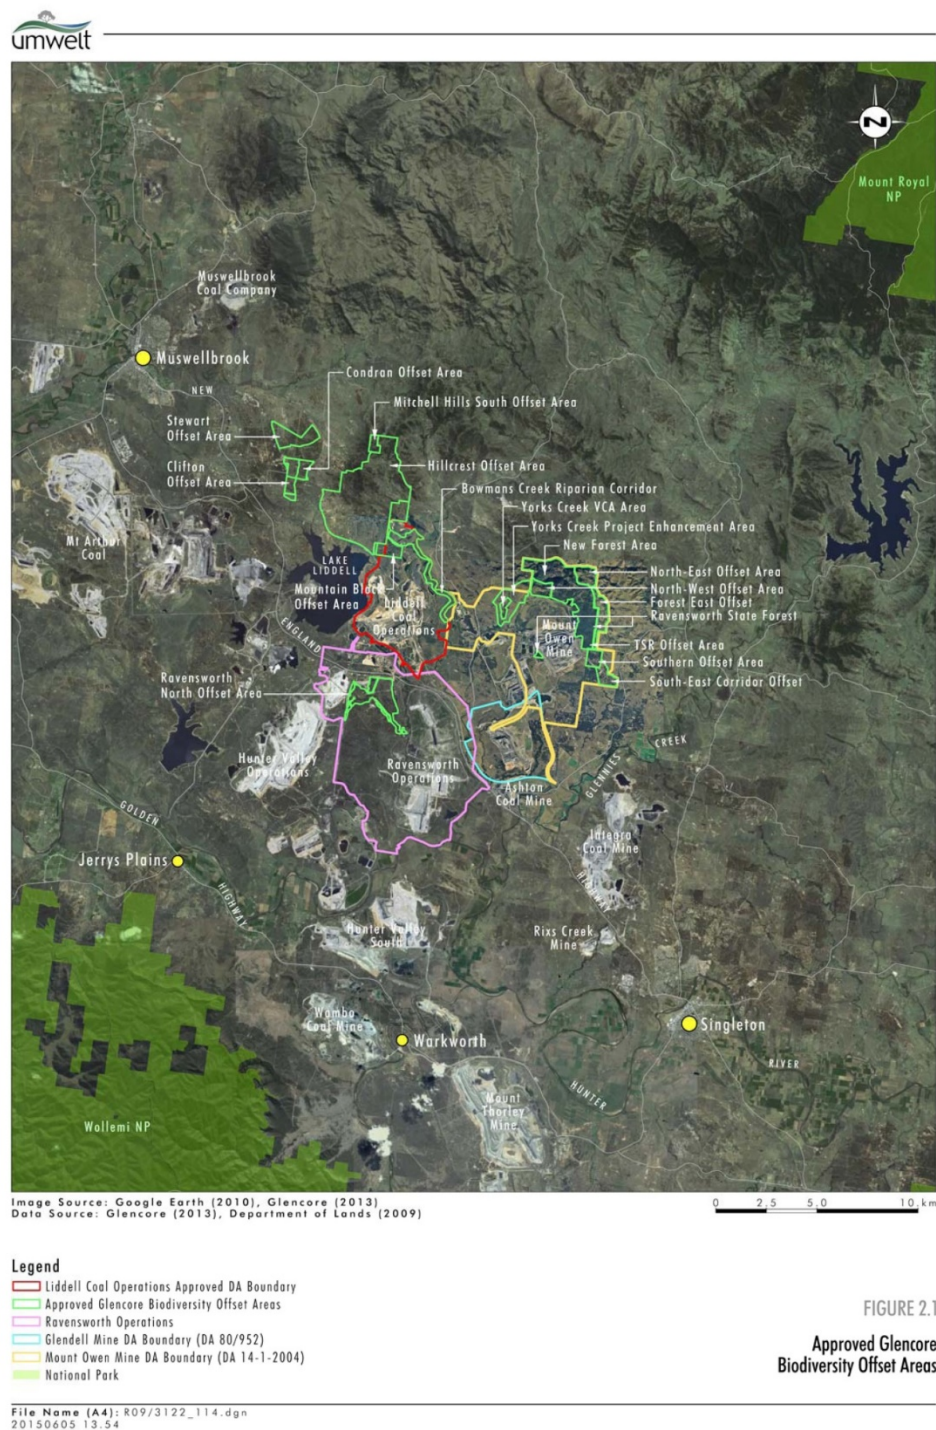 umwelt
N
Mount Royal
NP
Muswellbrook
Coal Company
Muswellbrook
NEW
Condran Offset Area
Mitchell Hills South Offset Area
Stewart
Offset Area
Clifton
Offset Area
Hillcrest Offset Area
Bowmans Creek Riparian Corridor
Yorks Creek VCA Area
Yorks Creek Project Enhancement Area
New Forest Area
Mt Arthur
Coal
LAKE
LIDDELL
North-East Offset Area
North-West Offset Area
Forest East Offset
Ravensworth State Forest
Mountain Block
Offset Area
Liddell
Coal
Operations
Mount
Owen
Mine
TSR Offset Area
Southern Offset Area
South-East Corridor Offset
ENGLAND
Ravensworth
North Offset Area
Hunter Valley
Operations
Ravensworth
Operations
Ashton
Coal Mine
GLENNIES
CREEK
GOLDEN
HIGHWAY
Jerrys Plains
Integra
Coal Mine
HIGHWAY
Hunter Valley
South
Rixs Creek
Mine
Wambo
Coal Mine
Warkworth
Singleton
HUNTER
RIVER
Mount
Thorley
Mine
Wollemi NP
Image Source: Google Earth (2010), Glencore (2013)
Data Source: Glencore (2013), Department of Lands (2009)
0 2.5 5.0 10.km
Legend
Liddell Coal Operations Approved DA Boundary
Approved Glencore Biodiversity Offset Areas
Ravensworth Operations
Glendell Mine DA Boundary (DA 80/952)
Mount Owen Mine DA Boundary (DA 14-1-2004)
National Park
FIGURE 2.1
Approved Glencore
Biodiversity Offset Areas
File Name (A4): R09/3122_114.dgn
20150605 13.54